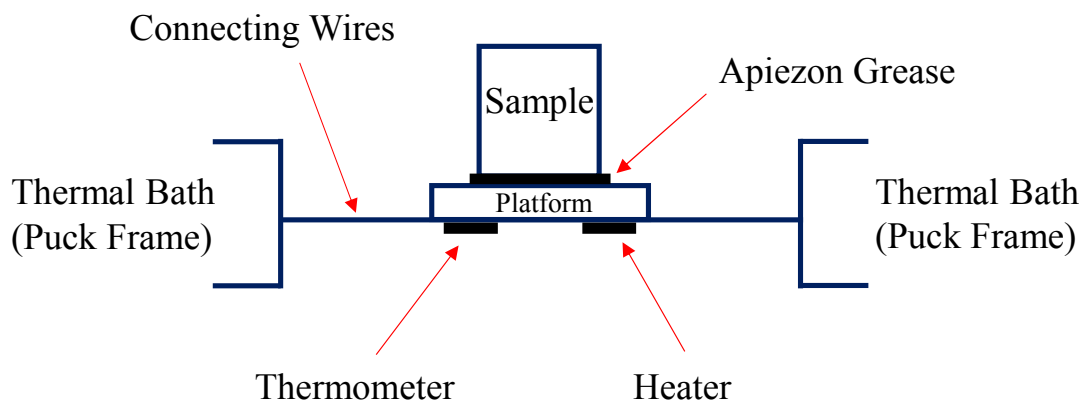 Connecting Wires
Apiezon Grease
Sample
Thermal Bath
(Puck Frame)
Platform
Thermal Bath
(Puck Frame)
Thermometer
Heater